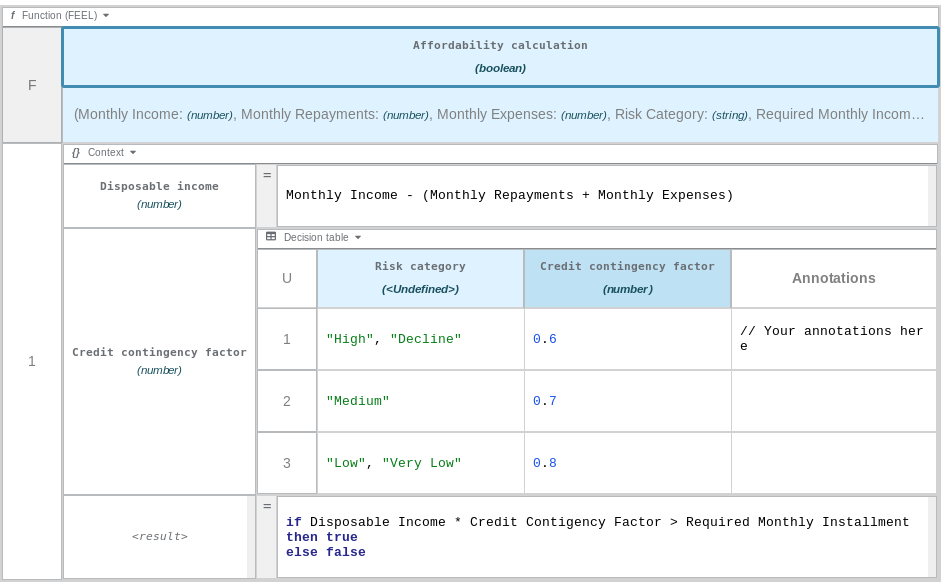 f Function (FEEL)
F
Affordability calculation
(boolean)
(Monthly Income: (number), Monthly Repayments: (number), Monthly Expenses: (number), Risk Category: (string), Required Monthly Incom…
1
{} Context
Disposable income
(number)
=
Monthly Income - (Monthly Repayments + Monthly Expenses)
Credit contingency factor
(number)
Decision table
U
Risk category
(<Undefined>)
Credit contingency factor
(number)
Annotations
1
"High", "Decline"
0.6
// Your annotations her
e
2
"Medium"
0.7
3
"Low", "Very Low"
0.8
<result>
=
if Disposable Income * Credit Contigency Factor > Required Monthly Installment
then true
else false